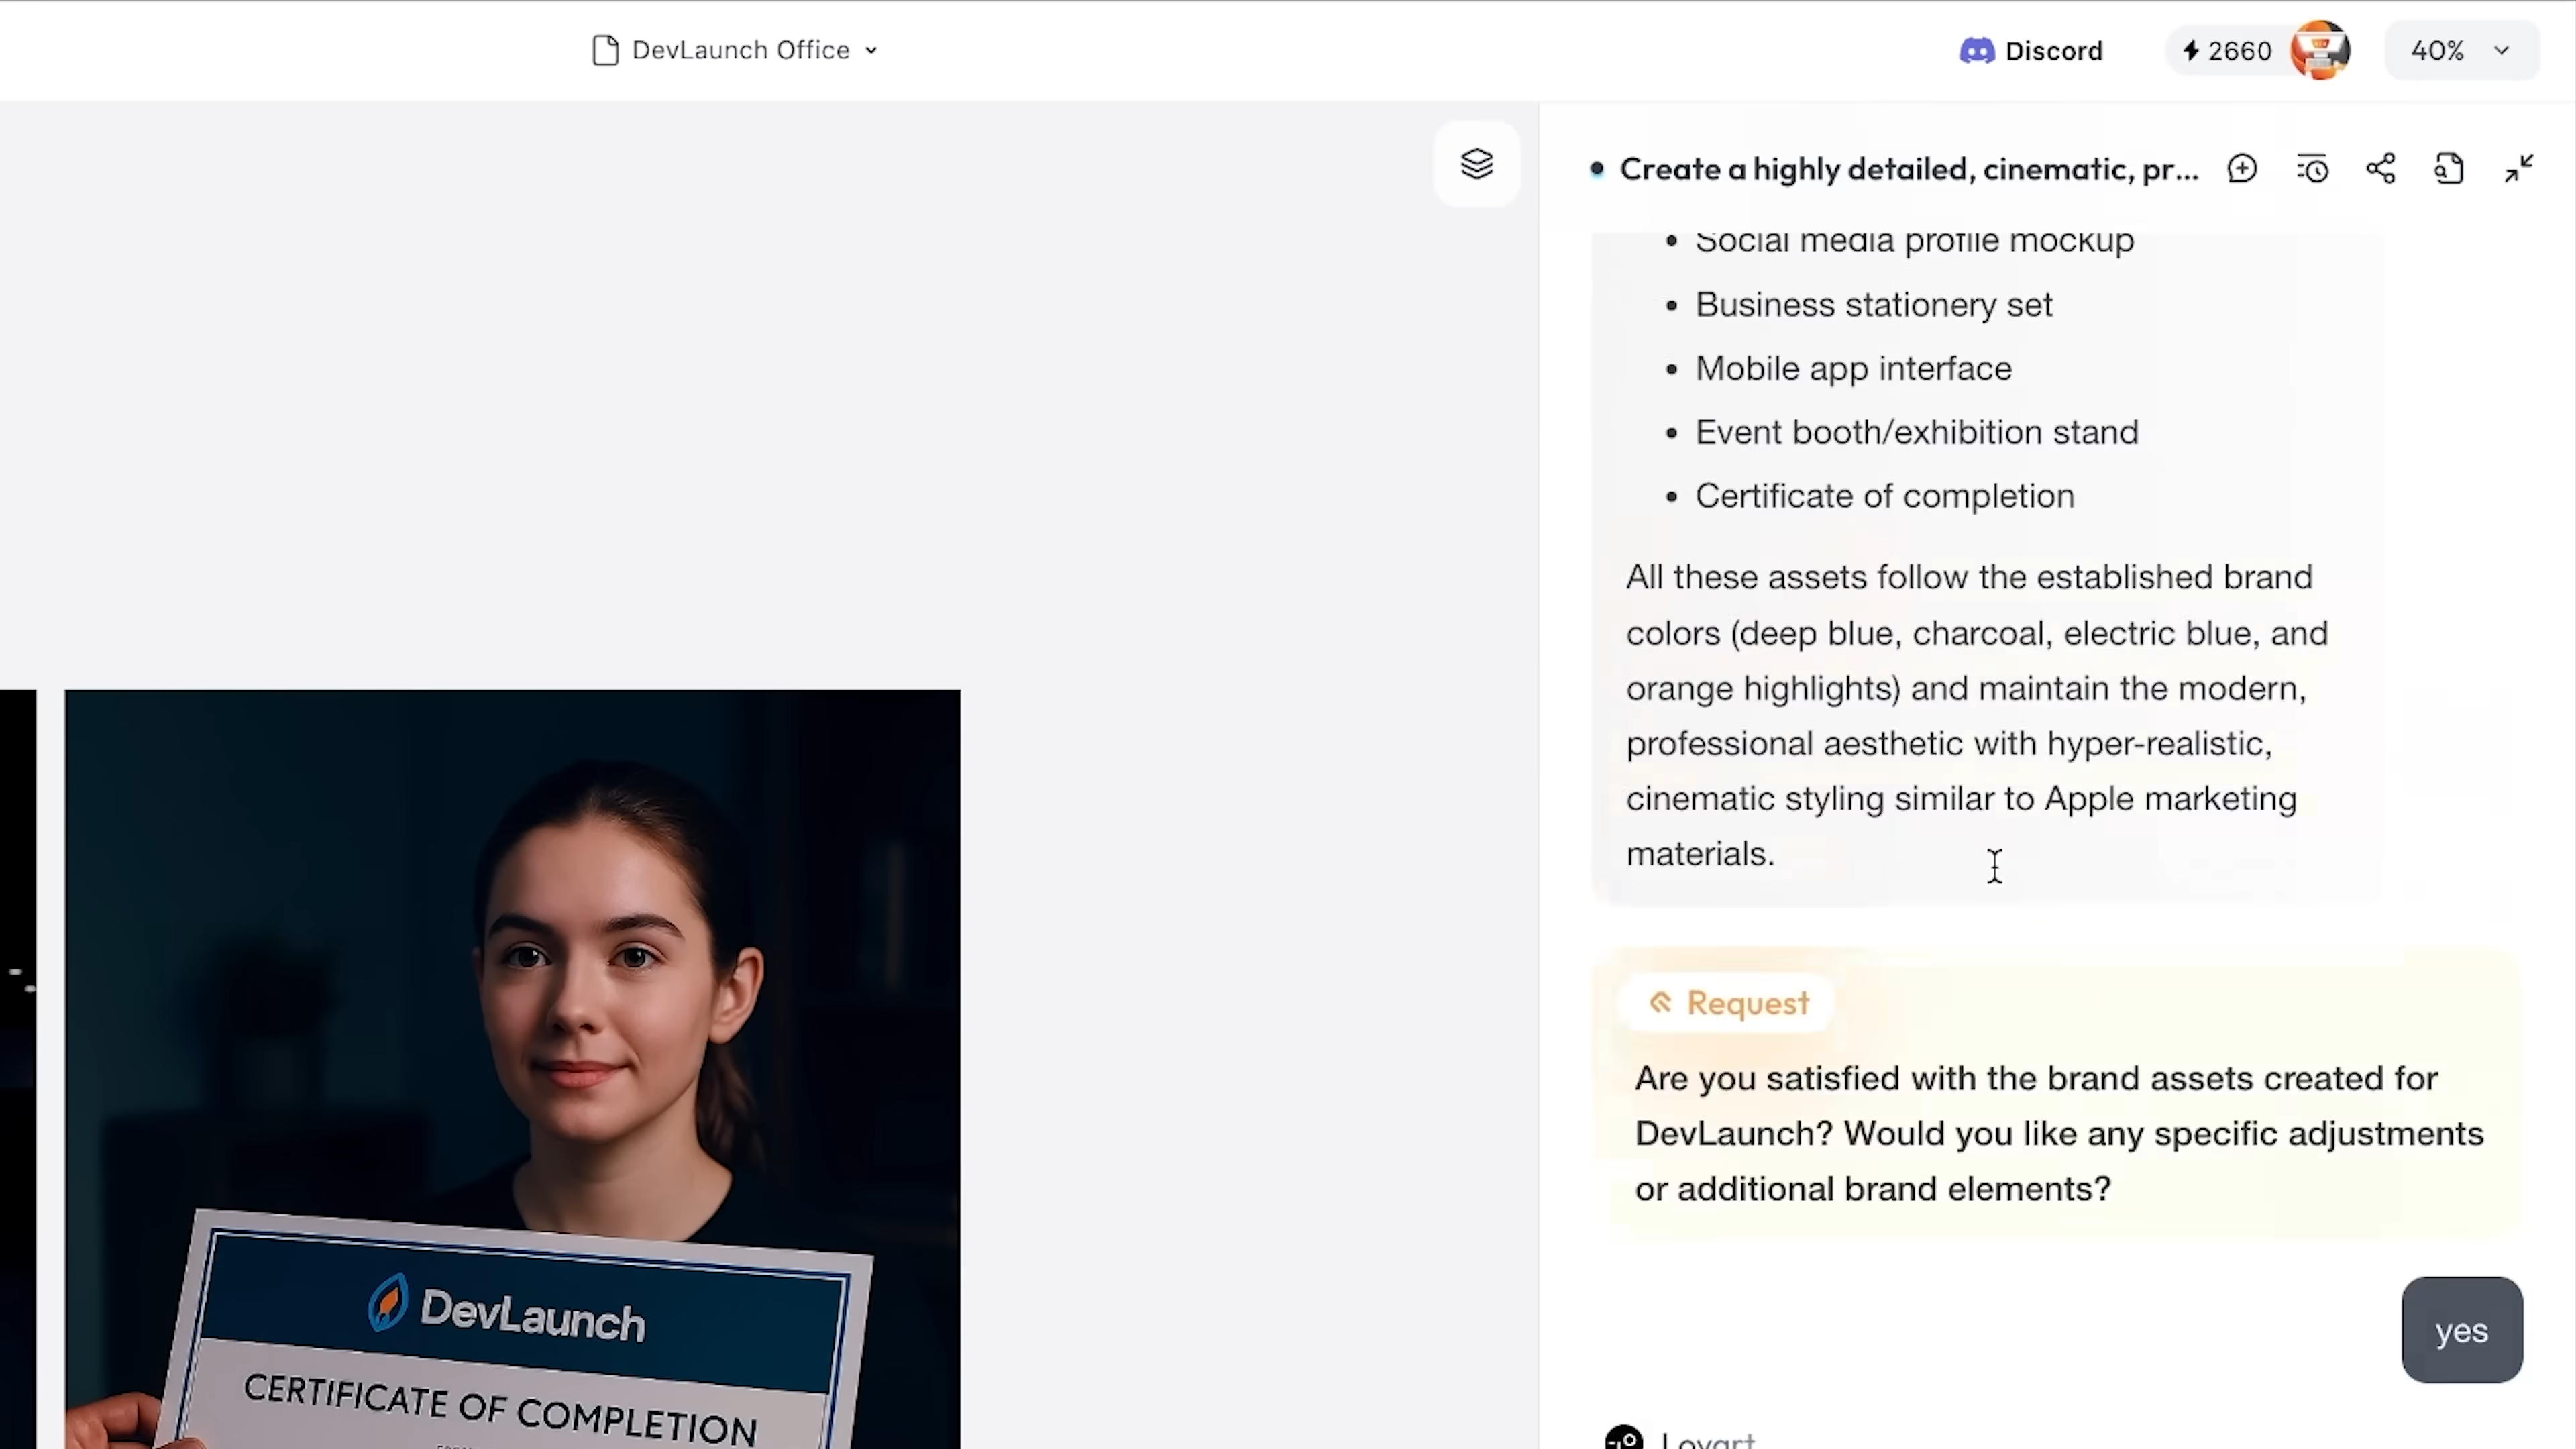 DevLaunch Office
Discord
2660
40%
Create a highly detailed, cinematic, pr...
• Social media profile mockup
• Business stationery set
• Mobile app interface
• Event booth/exhibition stand
• Certificate of completion
All these assets follow the established brand
colors (deep blue, charcoal, electric blue, and
orange highlights) and maintain the modern,
professional aesthetic with hyper-realistic,
cinematic styling similar to Apple marketing
materials.
Request
Are you satisfied with the brand assets created for
DevLaunch? Would you like any specific adjustments
or additional brand elements?
yes
Lovart
DevLaunch
CERTIFICATE OF COMPLETION